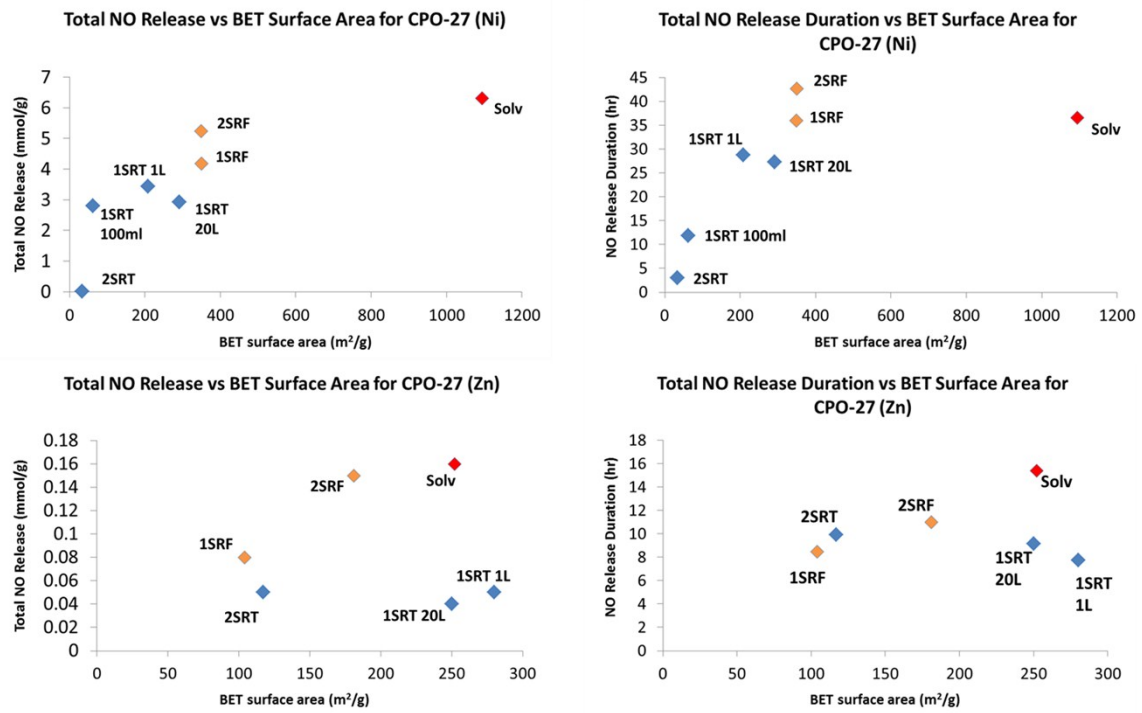 Total NO Release vs BET Surface Area for CPO-27 (Ni)
Total NO Release (mmol/g)
7
6
5
4
3
2
1
0
2SRF
1SRF
Solv
1SRT 1L
1SRT
100ml
1SRT
20L
2SRT
0 200 400 600 800 1000 1200
BET surface area (m²/g)
Total NO Release Duration vs BET Surface Area for
CPO-27 (Ni)
NO Release Duration (hr)
45
40
35
30
25
20
15
10
5
0
2SRF
1SRF
Solv
1SRT 1L
1SRT 20L
1SRT 100ml
2SRT
0 200 400 600 800 1000 1200
BET surface area (m²/g)
Total NO Release vs BET Surface Area for CPO-27 (Zn)
Total NO Release (mmol/g)
0.18
0.16
0.14
0.12
0.1
0.08
0.06
0.04
0.02
0
2SRF
Solv
1SRF
1SRT 1L
2SRT
1SRT 20L
0 50 100 150 200 250 300
BET surface area (m²/g)
Total NO Release Duration vs BET Surface Area for
CPO-27 (Zn)
NO Release Duration (hr)
18
16
14
12
10
8
6
4
2
0
Solv
2SRF
2SRT
1SRF
1SRT
20L
1SRT
1L
0 50 100 150 200 250 300
BET surface area (m²/g)